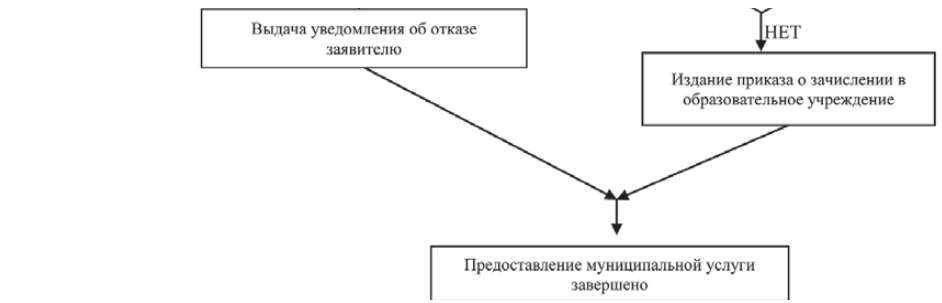 Выдача уведомления об отказе
заявителю
НЕТ
Издание приказа о зачислении в
образовательное учреждение
Предоставление муниципальной услуги
завершено